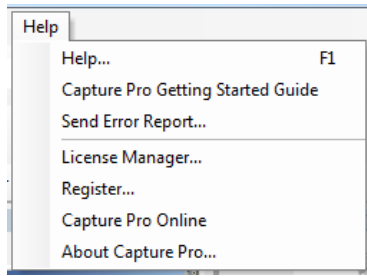 Help
Help... F1
Capture Pro Getting Started Guide
Send Error Report...
License Manager...
Register...
Capture Pro Online
About Capture Pro...